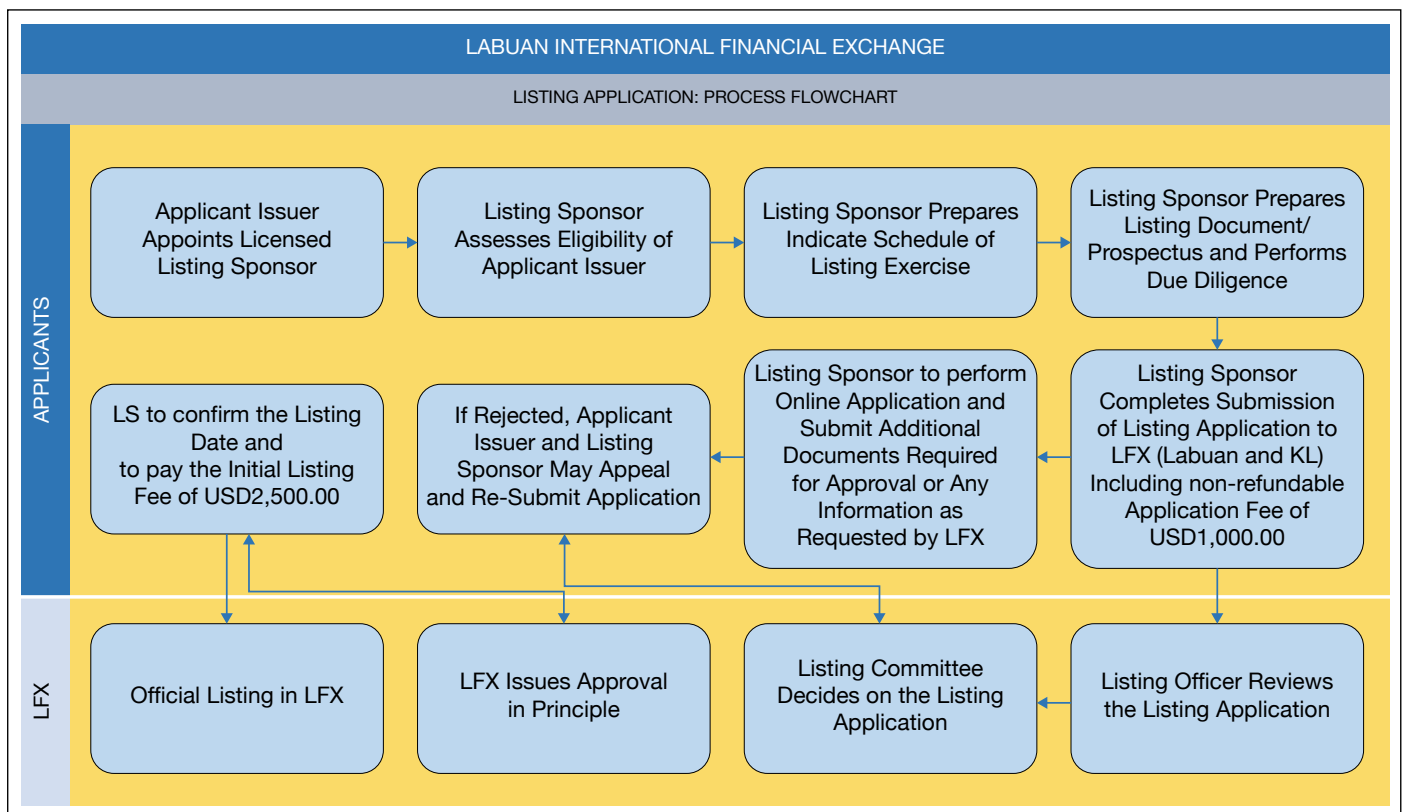 LABUAN INTERNATIONAL FINANCIAL EXCHANGE
LISTING APPLICATION: PROCESS FLOWCHART
APPLICANTS
Applicant Issuer
Appoints Licensed
Listing Sponsor
Listing Sponsor
Assesses Eligibility of
Applicant Issuer
Listing Sponsor Prepares
Indicate Schedule of
Listing Exercise
Listing Sponsor Prepares
Listing Document/
Prospectus and Performs
Due Diligence
LS to confirm the Listing
Date and
to pay the Initial Listing
Fee of USD2,500.00
If Rejected, Applicant
Issuer and Listing
Sponsor May Appeal
and Re-Submit Application
Listing Sponsor to perform
Online Application and
Submit Additional
Documents Required
for Approval or Any
Information as
Requested by LFX
Listing Sponsor
Completes Submission
of Listing Application to
LFX (Labuan and KL)
Including non-refundable
Application Fee of
USD1,000.00
LFX
Official Listing in LFX
LFX Issues Approval
in Principle
Listing Committee
Decides on the Listing
Application
Listing Officer Reviews
the Listing Application